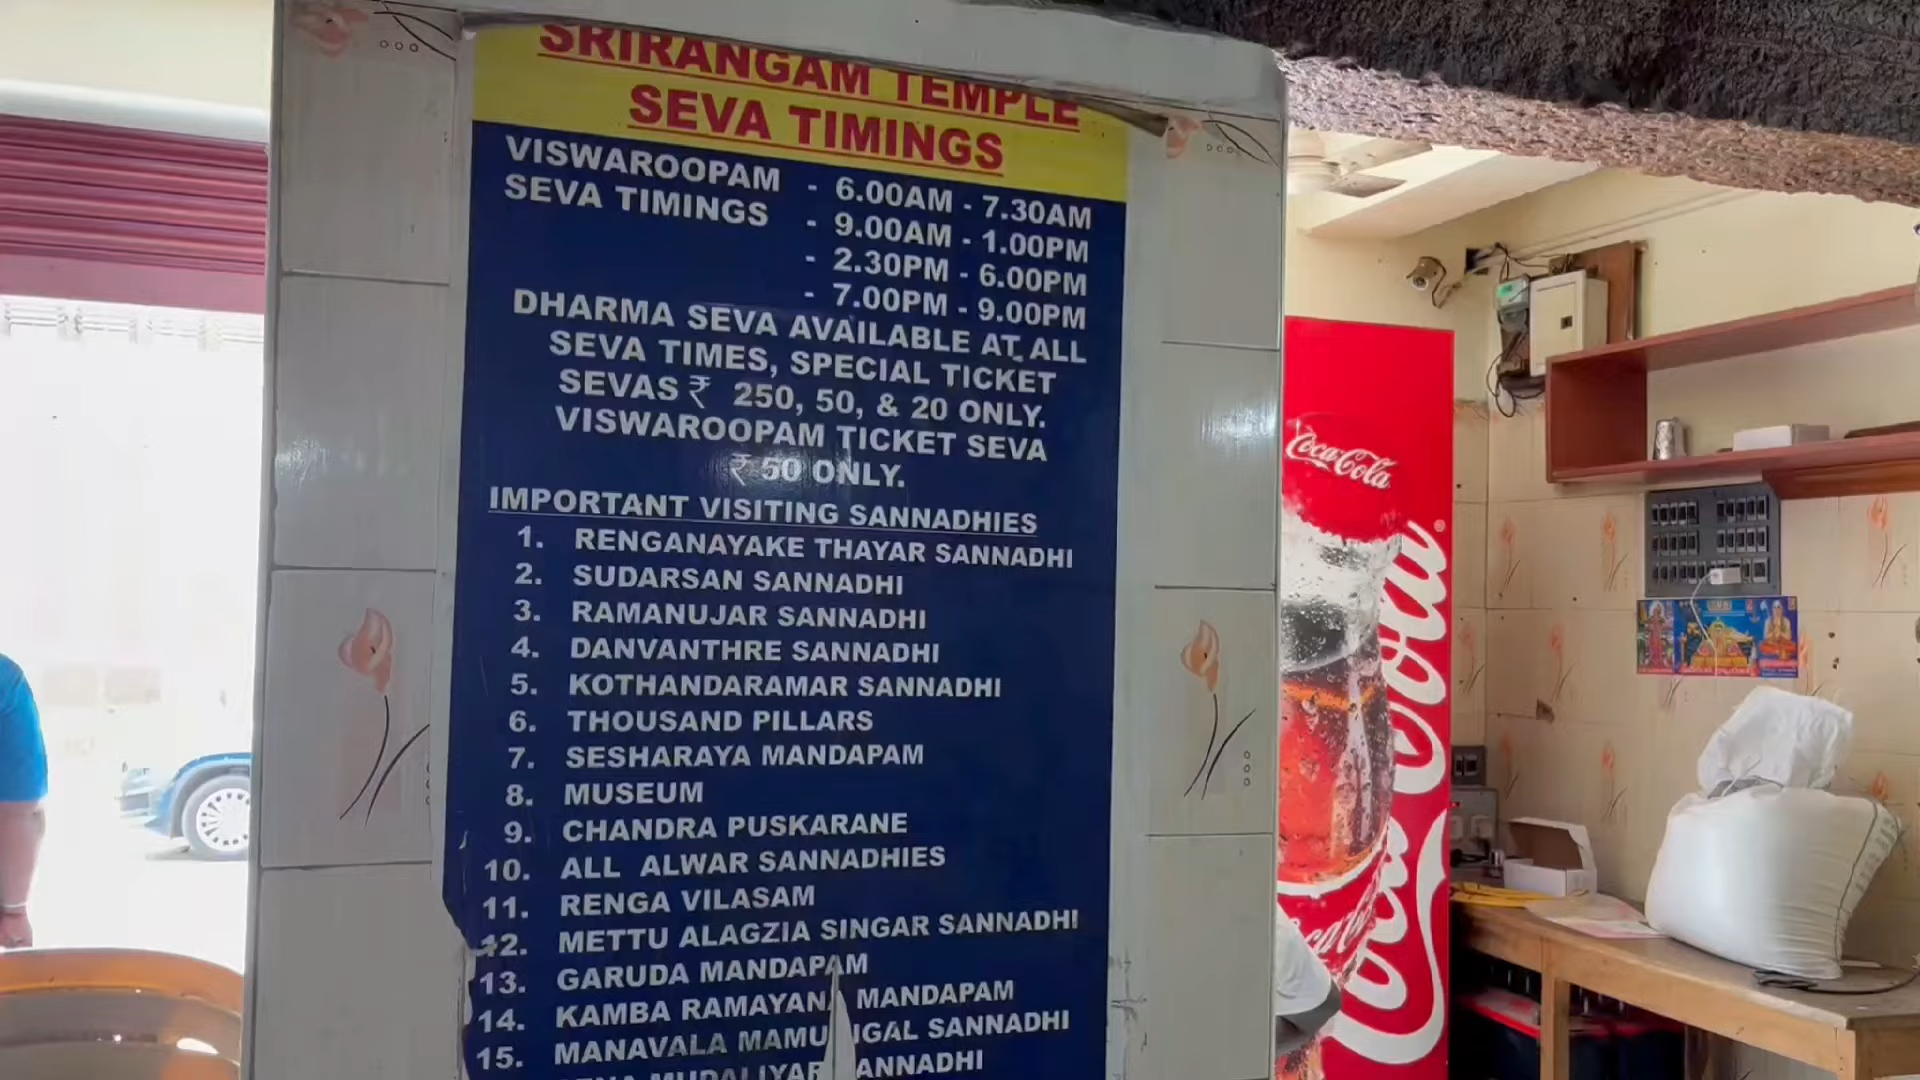 SRIRANGAM TEMPLE
SEVA TIMINGS
VISWAROOPAM - 6.00AM - 7.30AM
SEVA TIMINGS - 9.00AM - 1.00PM
- 2.30PM - 6.00PM
- 7.00PM - 9.00PM
DHARMA SEVA AVAILABLE AT ALL
SEVA TIMES, SPECIAL TICKET
SEVAS ₹ 250, 50, & 20 ONLY.
VISWAROOPAM TICKET SEVA
₹ 50 ONLY.
IMPORTANT VISITING SANNADHIES
1. RENGANAYAKE THAYAR SANNADHI
2. SUDARSAN SANNADHI
3. RAMANUJAR SANNADHI
4. DANVANTHRE SANNADHI
5. KOTHANDARAMAR SANNADHI
6. THOUSAND PILLARS
7. SESHARAYA MANDAPAM
8. MUSEUM
9. CHANDRA PUSKARANE
10. ALL ALWAR SANNADHIES
11. RENGA VILASAM
12. METTU ALAGZIA SINGAR SANNADHI
13. GARUDA MANDAPAM
14. KAMBA RAMAYANA MANDAPAM
15. MANAVALA SANNADHI
Coca-Cola
Coca-Cola